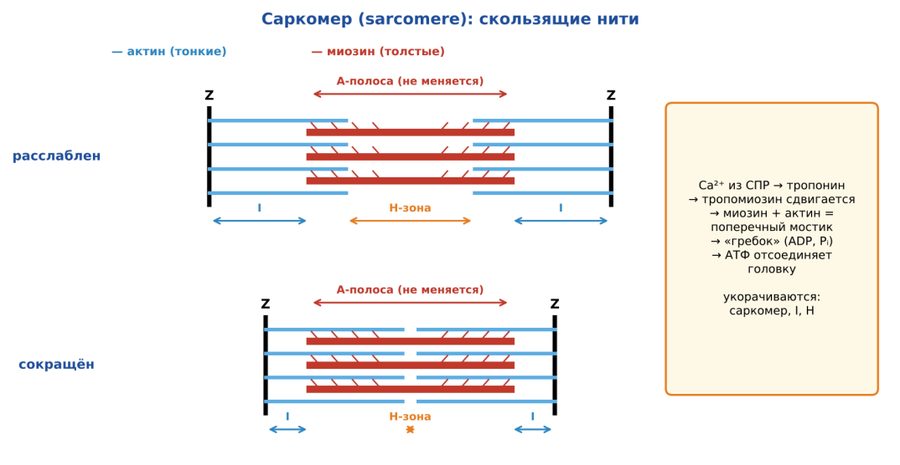 Саркомер (sarcomere): скользящие нити
— актин (тонкие)
— миозин (толстые)
А-полоса (не меняется)
Z
Z
расслаблен
I
Н-зона
I
Ca²⁺ из СПР → тропонин
→ тропомиозин сдвигается
→ миозин + актин =
поперечный мостик
→ «гребок» (ADP, Pᵢ)
→ АТФ отсоединяет
головку
укорачиваются:
саркомер, I, H
А-полоса (не меняется)
Z
Z
сокращён
I
Н-зона
I